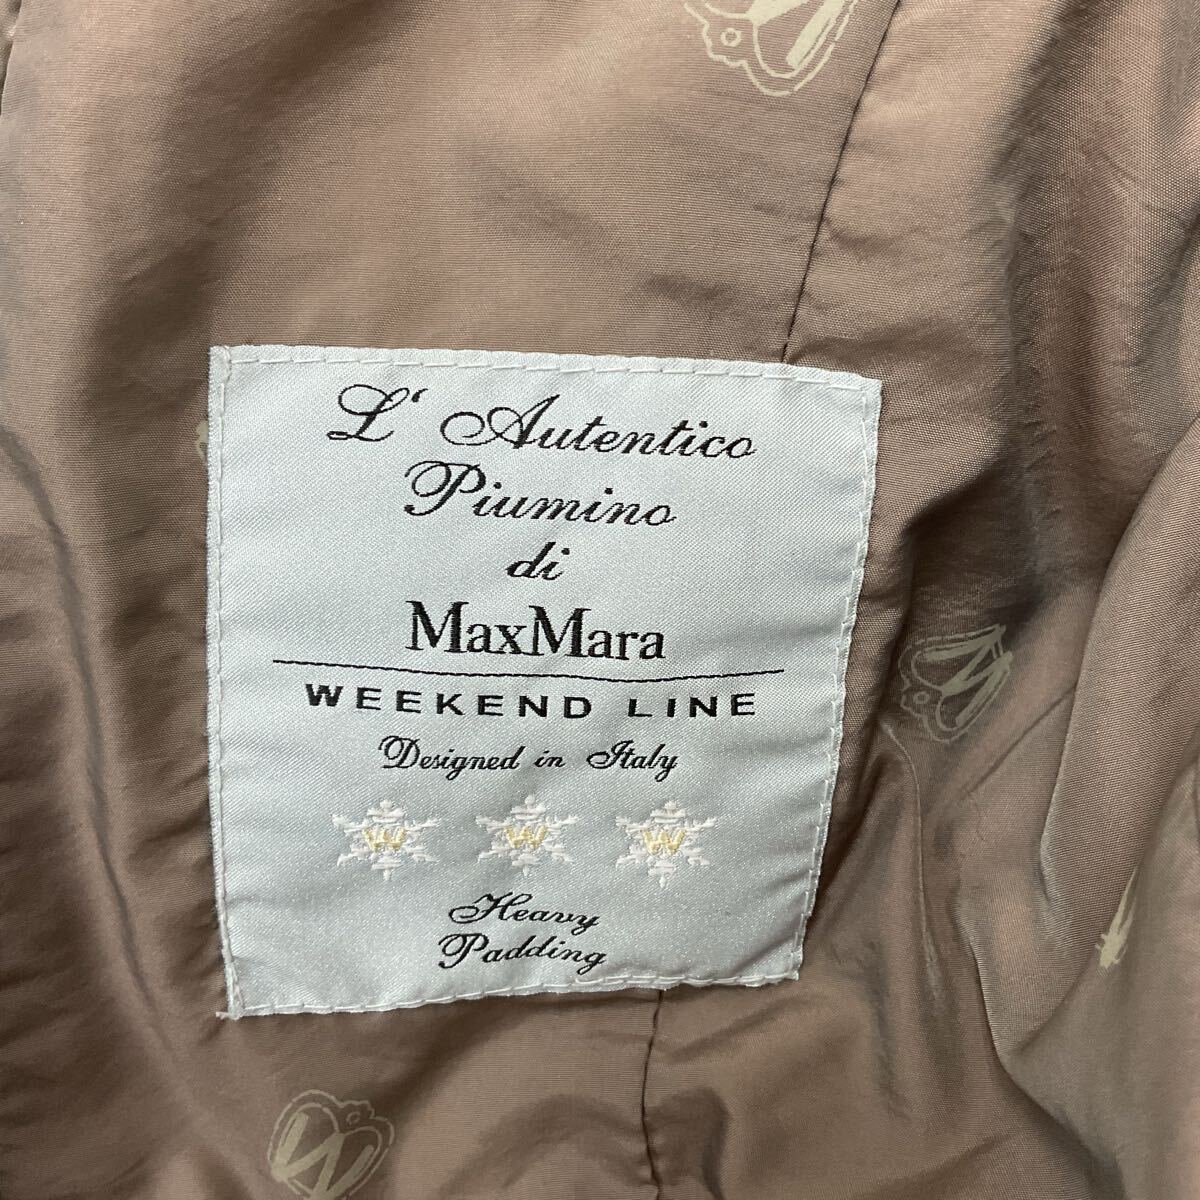 L‘ Autentico
Piumino
di
MaxMara
WEEKEND LINE
Designed in Italy
W W W
Heavy
Padding